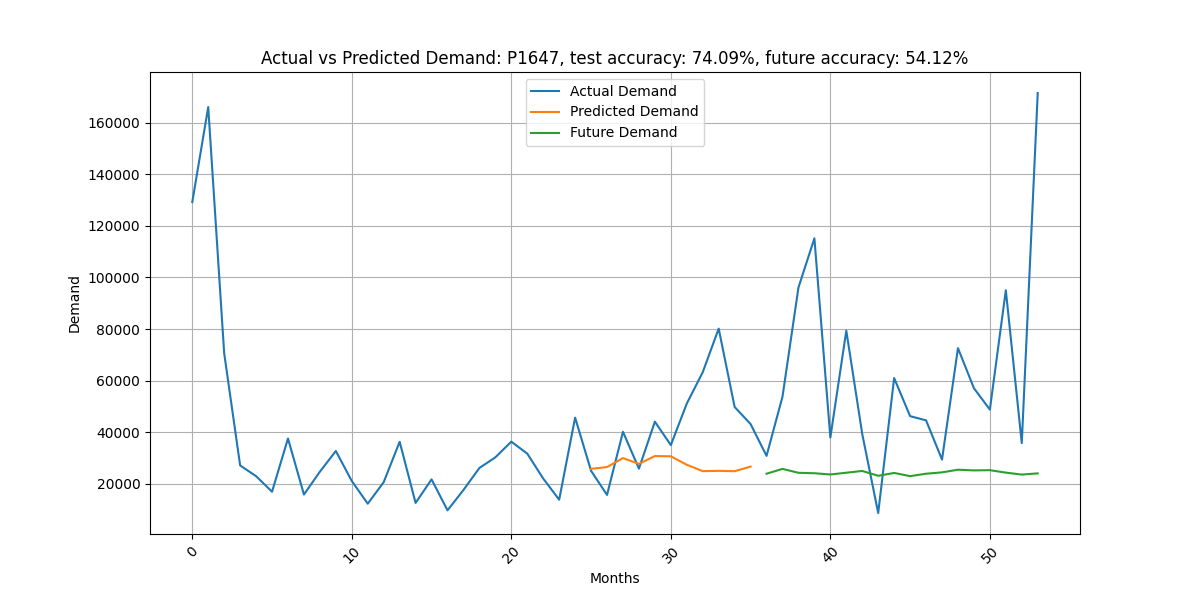 Actual vs Predicted Demand: P1647, test accuracy: 74.09%, future accuracy: 54.12%
Actual Demand
Predicted Demand
Future Demand
160000
140000
120000
100000
80000
60000
40000
20000
Demand
0
10
20
30
40
50
Months